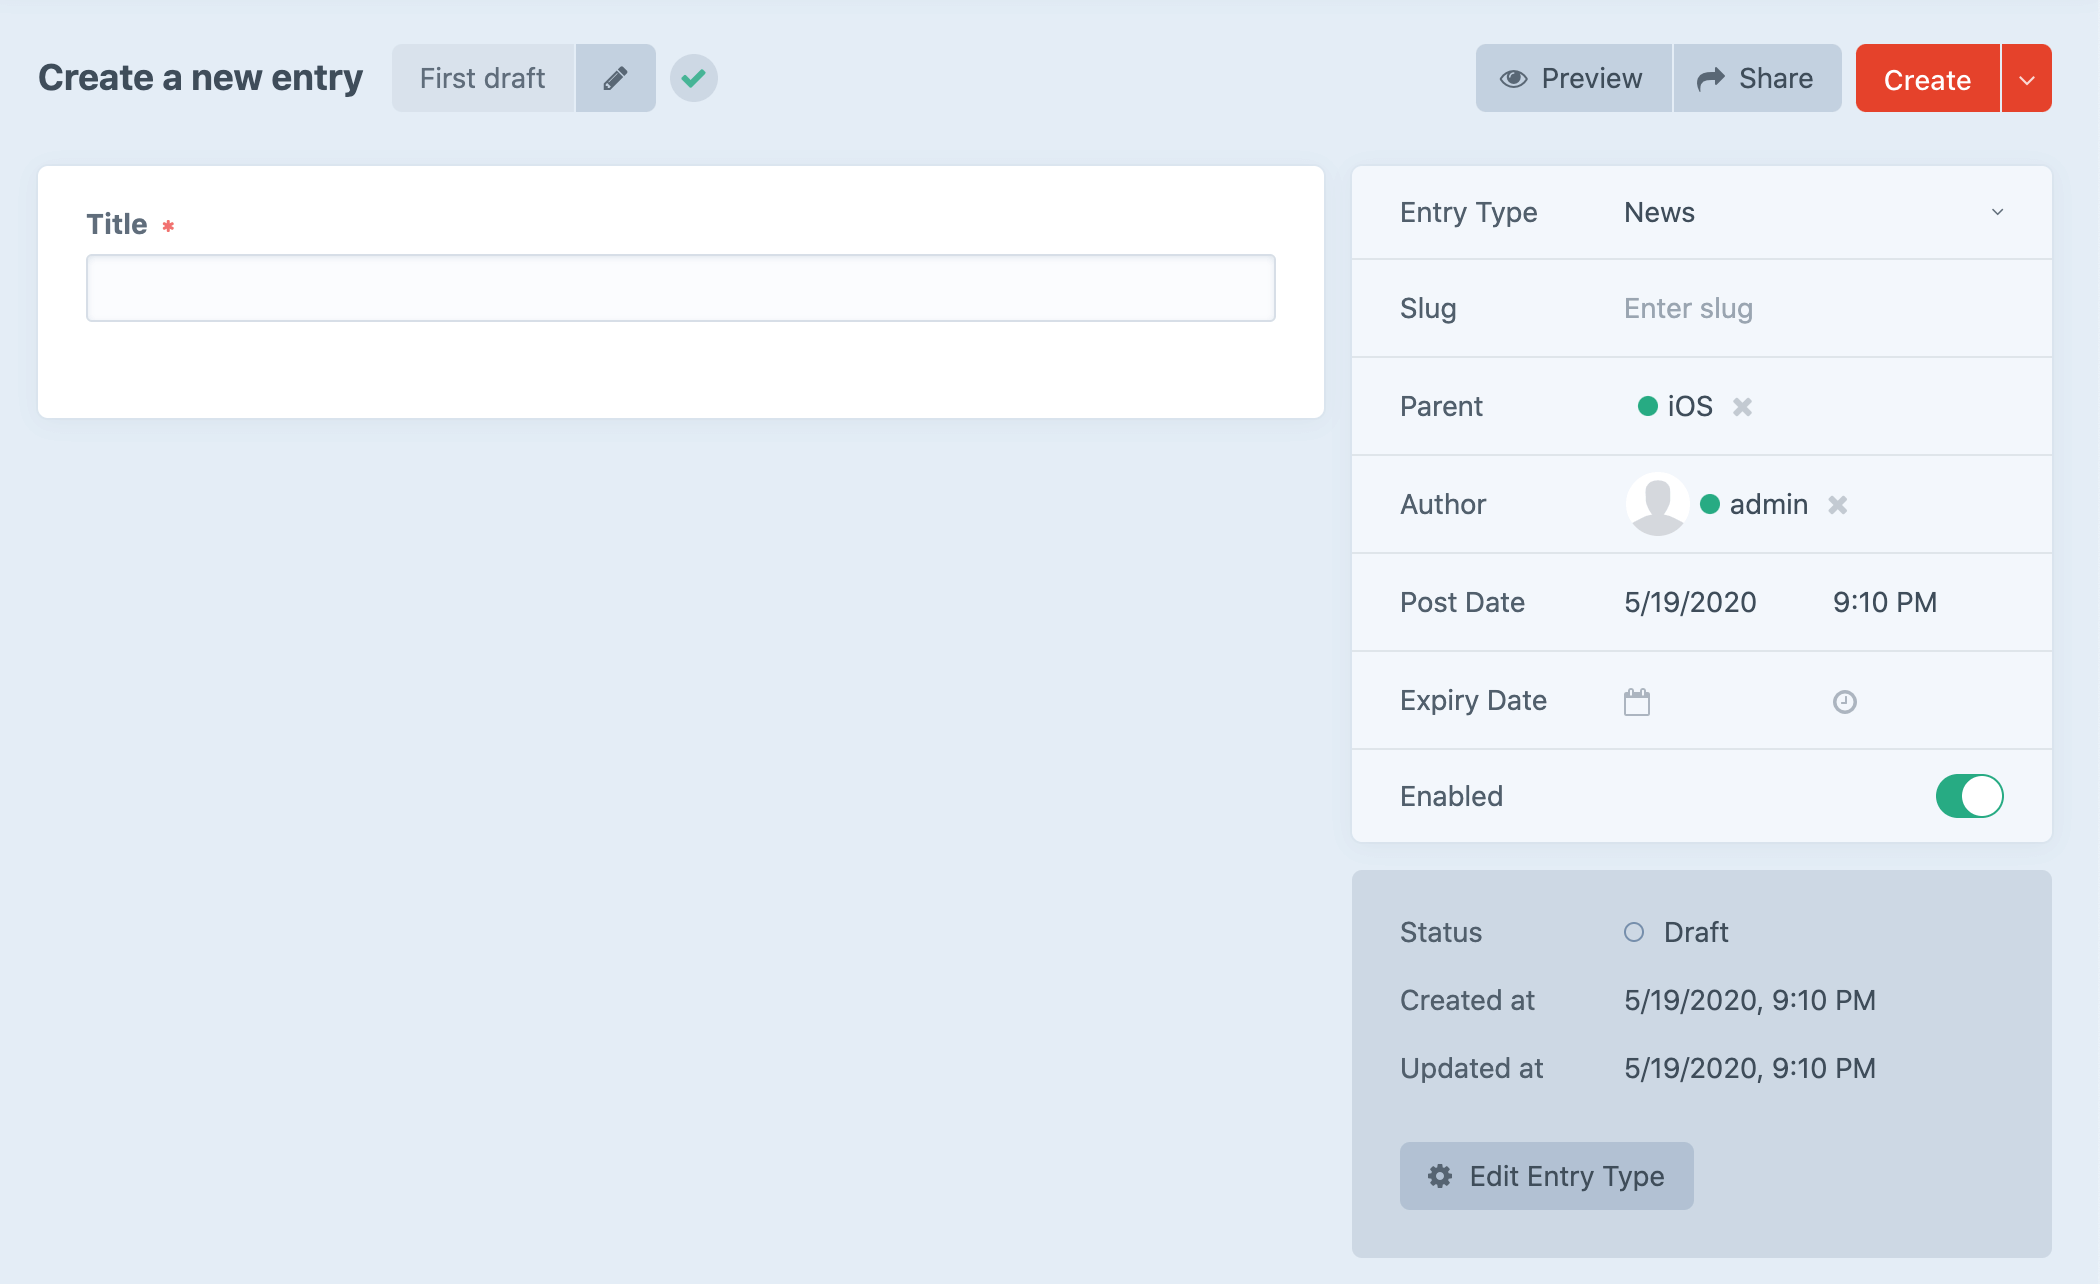 Create a new entry First draft Preview Share Create
Title *
Entry Type News
Slug Enter slug
Parent iOS
Author admin
Post Date 5/19/2020 9:10 PM
Expiry Date
Enabled
Status Draft
Created at 5/19/2020, 9:10 PM
Updated at 5/19/2020, 9:10 PM
Edit Entry Type